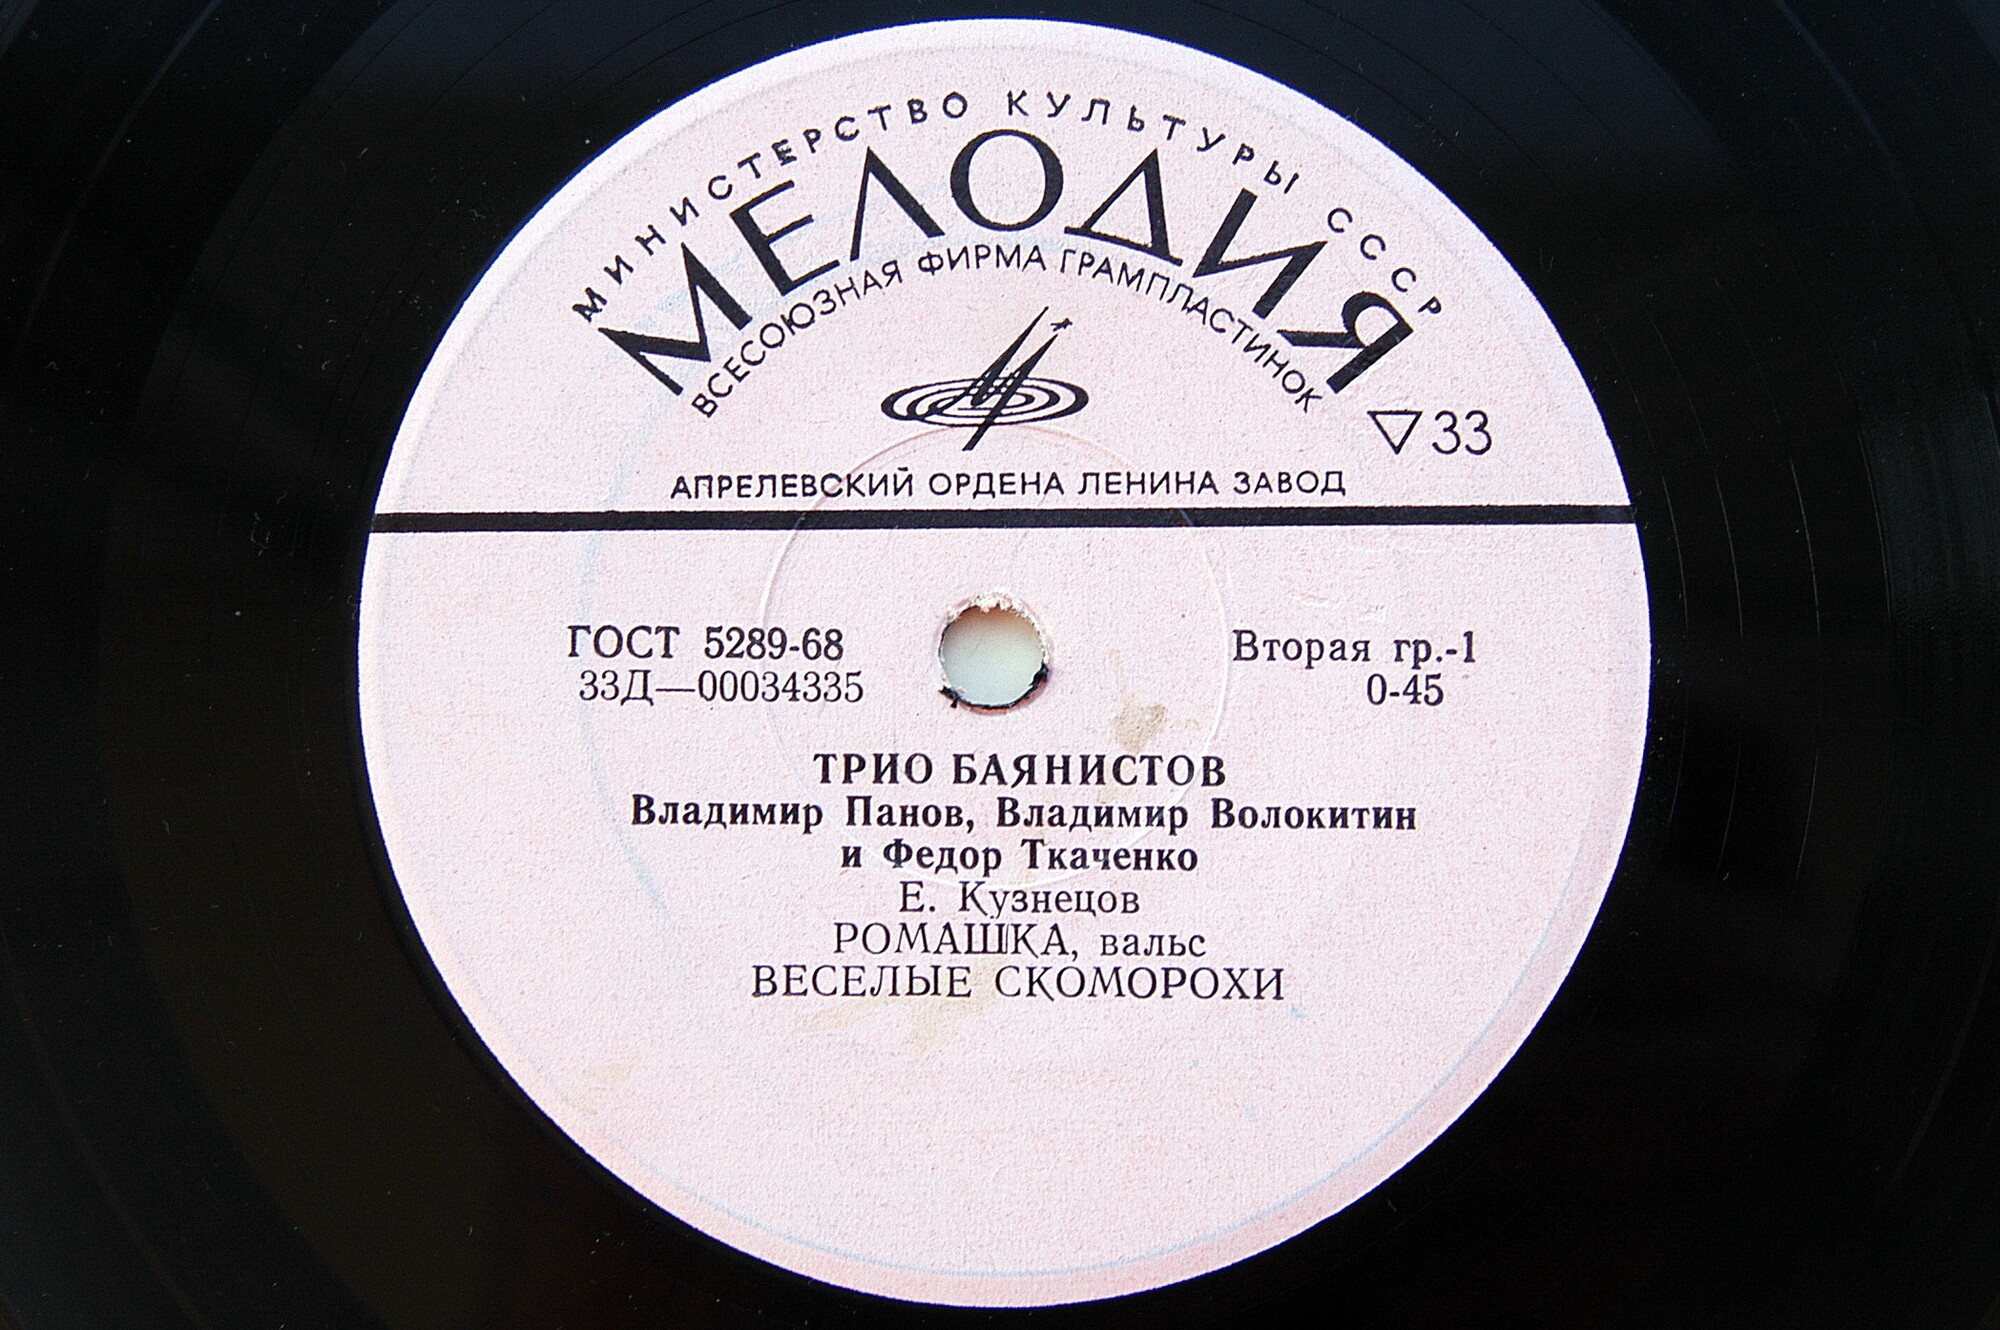 МИНИСТЕРСТВО КУЛЬТУРЫ СССР
МЕЛОДИЯ
ВСЕСОЮЗНАЯ ФИРМА ГРАМПЛАСТИНОК
▽33
АПРЕЛЕВСКИЙ ОРДЕНА ЛЕНИНА ЗАВОД
ГОСТ 5289-68
33Д—00034335
Вторая гр.-1
0-45
ТРИО БАЯНИСТОВ
Владимир Панов, Владимир Волокитин
и Федор Ткаченко
Е. Кузнецов
РОМАШКА, вальс
ВЕСЕЛЫЕ СКОМОРОХИ